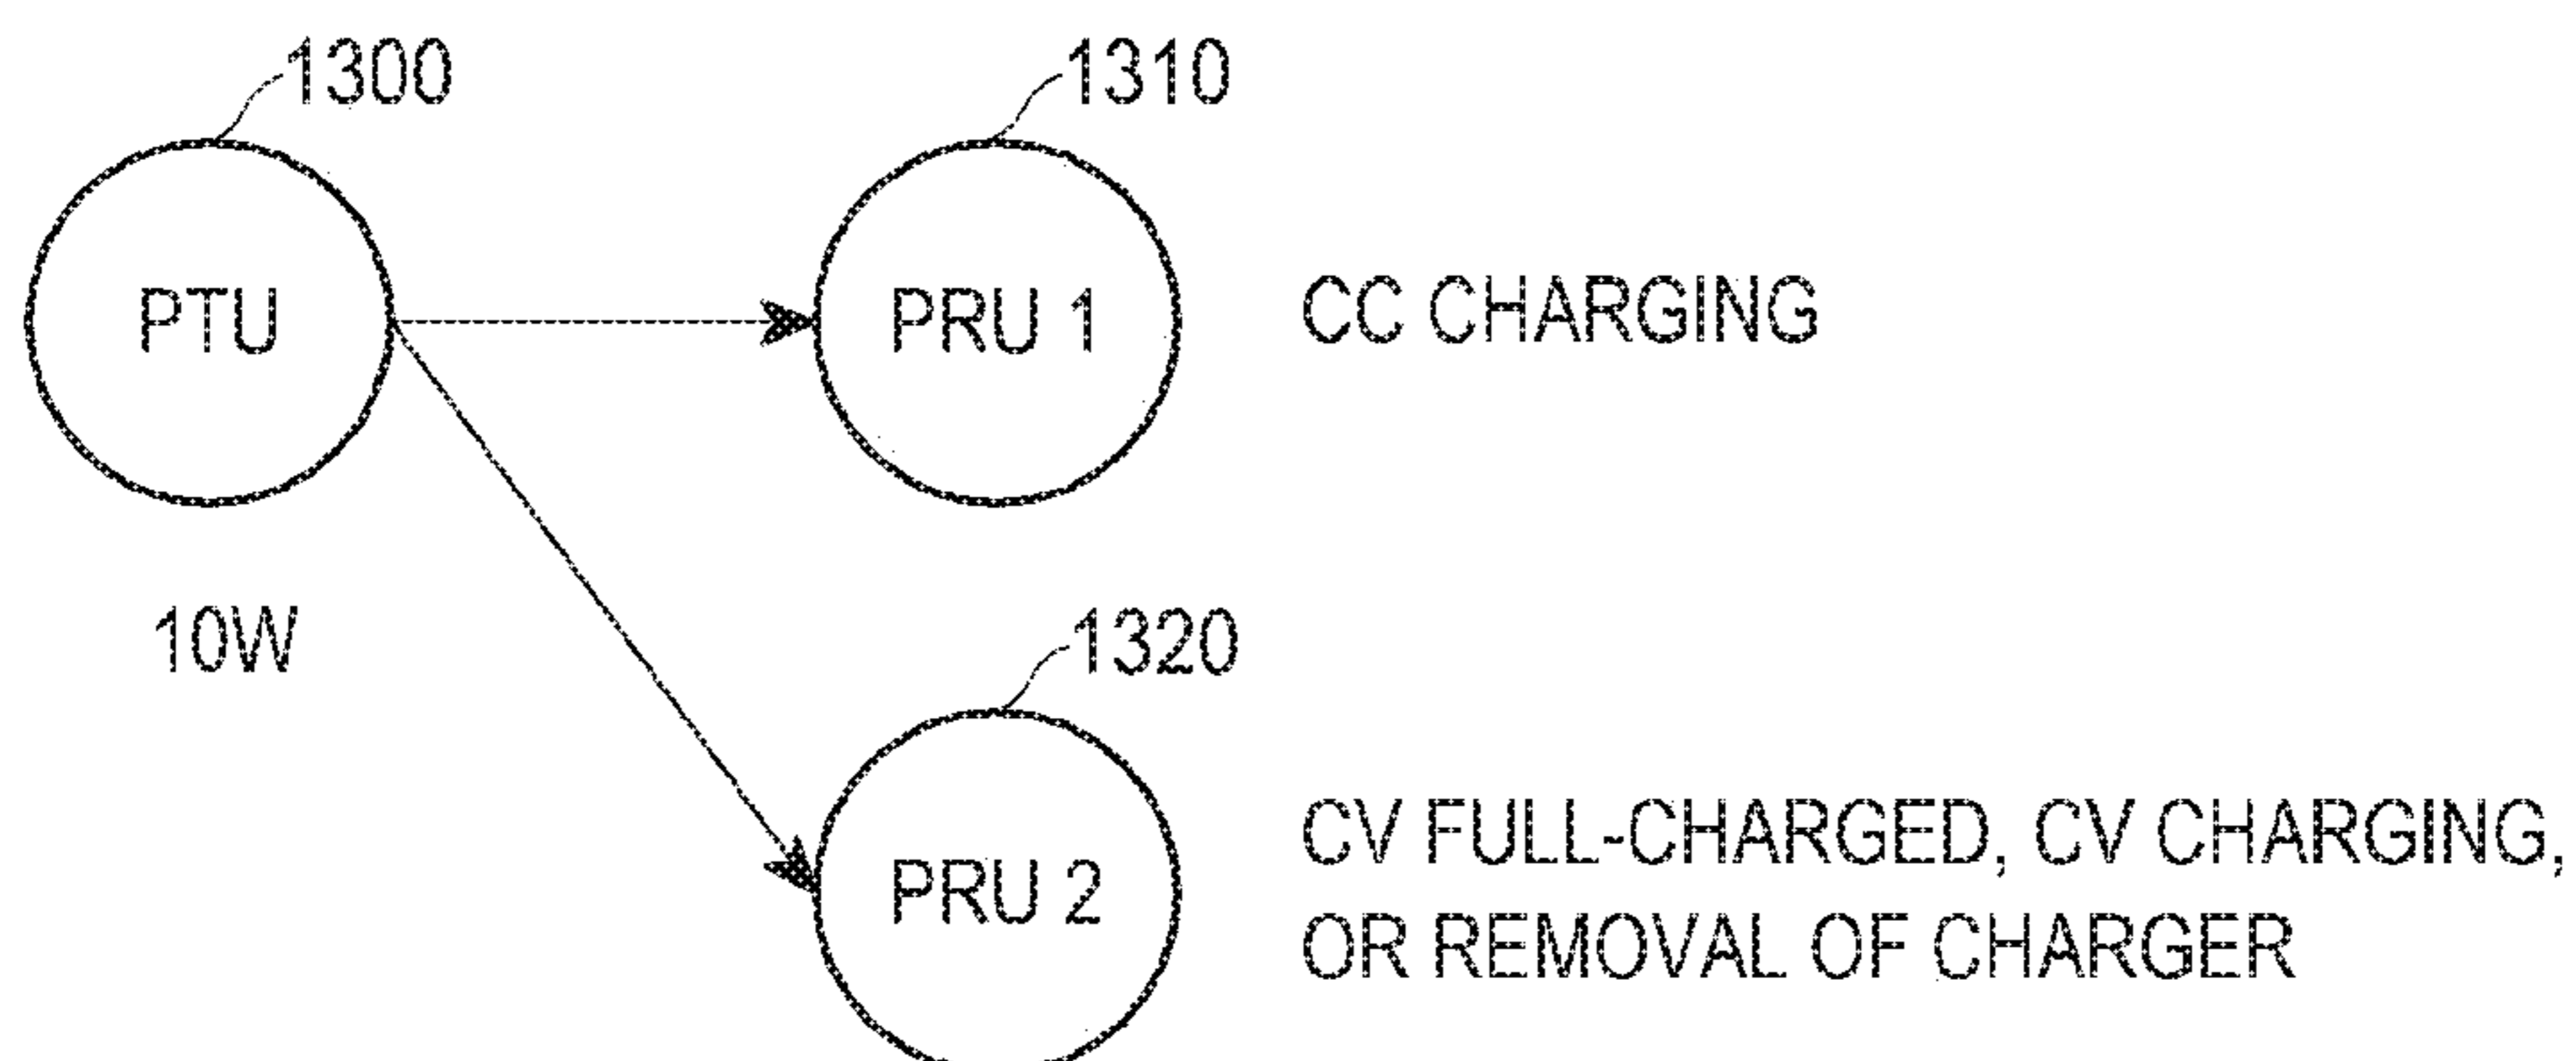 1300
1310
PTU
PRU 1
CC CHARGING
10W
1320
PRU 2
CV FULL-CHARGED, CV CHARGING,
OR REMOVAL OF CHARGER